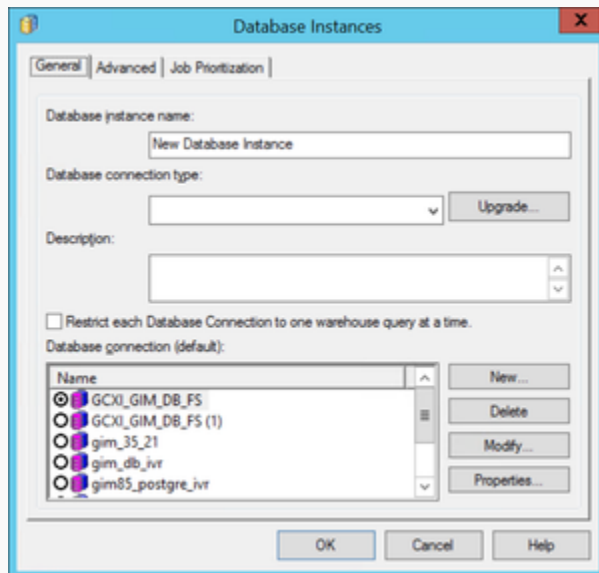 Database Instances
X
General
Advanced
Job Prioritization
Database instance name:
New Database Instance
Database connection type:
Upgrade...
Description:
Restrict each Database Connection to one warehouse query at a time.
Database connection (default):
Name
New...
GCXI_GIM_DB_FS
Delete
GCXI_GIM_DB_FS (1)
gim_35_21
Modify...
gim_db_ivr
gim85_postgre_ivr
Properties...
OK
Cancel
Help